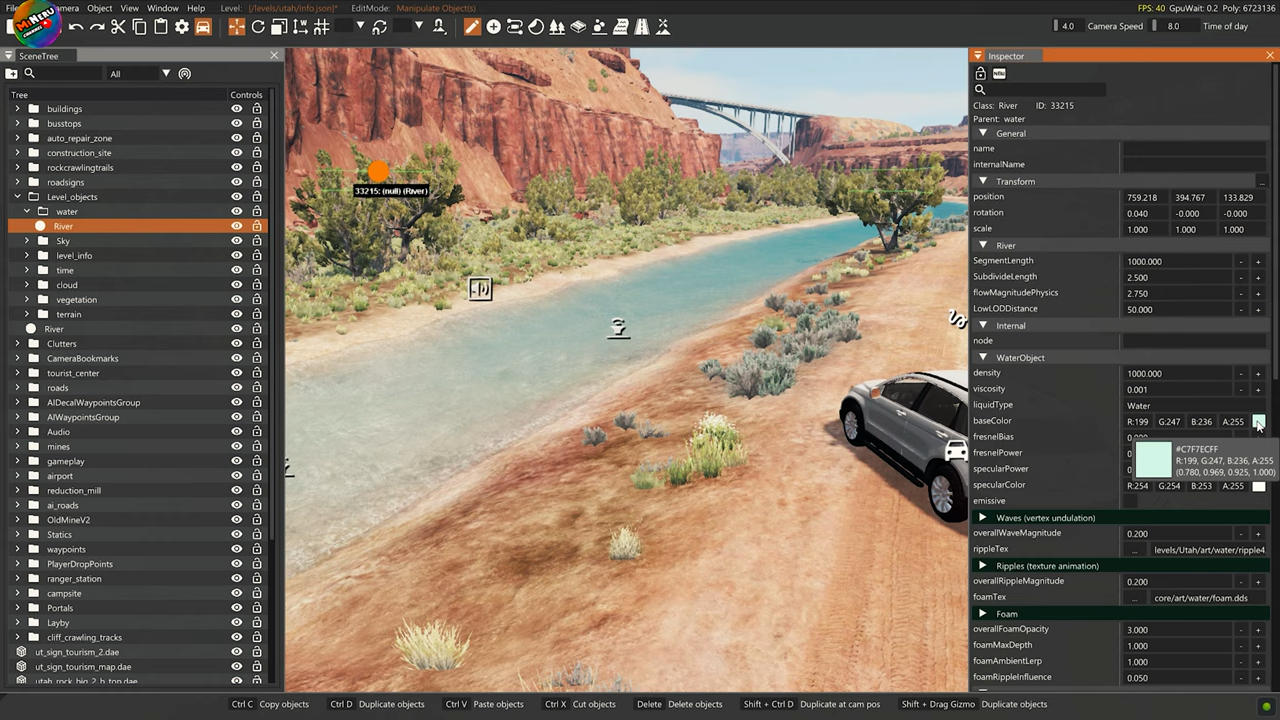 File
Camera
Object
Window
Help
Level: [/levels/utah/info.json]*
EditMode: Manipulate Objects(s)
FPS: 40 GpuWait: 0.2 Poly: 6723136
MiNeRu
CHANNEL
4.0 Camera Speed
8.0 Time of day
SceneTree
All
Tree Controls
buildings
busstops
auto_repair_zone
construction_site
rockcrawlingtrails
roadsigns
Level_objects
water
River
Sky
level_info
time
cloud
vegetation
terrain
River
Clutters
CameraBookmarks
tourist_center
roads
AIDecalWaypointsGroup
AIWaypointsGroup
Audio
mines
gameplay
airport
reduction_mill
ai_roads
OldMineV2
Statics
waypoints
PlayerDropPoints
ranger_station
campsite
Portals
Layby
cliff_crawling_tracks
ut_sign_tourism_2.dae
ut_sign_tourism_map.dae
utah_rock_big_2_b_top.dae
33215: (null) (River)
Inspector
NEW
Class: River ID: 33215
Parent: water
General
name
internalName
Transform
...
position 759.218 394.767 133.829
rotation 0.040 -0.000 -0.000
scale 1.000 1.000 1.000
River
SegmentLength 1000.000 - +
SubdivideLength 2.500 - +
flowMagnitudePhysics 2.750 - +
LowLODDistance 50.000 - +
Internal
node
WaterObject
density 1000.000 - +
viscosity 0.001 - +
liquidType Water
baseColor R:199 G:247 B:236 A:255
fresnelBias
fresnelPower
specularPower
#C7F7ECFF
R:199, G:247, B:236, A:255
(0.780, 0.969, 0.925, 1.000)
specularColor R:254 G:254 B:253 A:255
emissive
Waves (vertex undulation)
overallWaveMagnitude 0.200 - +
rippleTex ... levels/Utah/art/water/ripple4
Ripples (texture animation)
overallRippleMagnitude 0.200 - +
foamTex ... core/art/water/foam.dds
Foam
overallFoamOpacity 3.000 - +
foamMaxDepth 1.000 - +
foamAmbientLerp 1.000 - +
foamRippleInfluence 0.050 - +
Ctrl C Copy objects Ctrl D Duplicate objects Ctrl V Paste objects Ctrl X Cut objects Delete Delete objects Shift + Ctrl D Duplicate at cam pos Shift + Drag Gizmo Duplicate objects